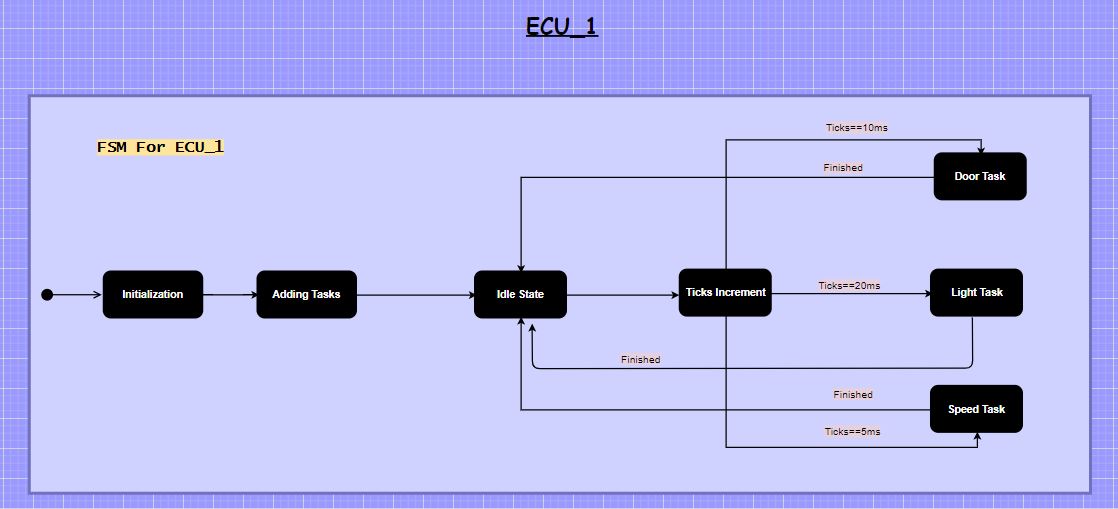 ECU_1
FSM For ECU_1
Ticks==10ms
Finished
Door Task
Initialization
Adding Tasks
Idle State
Ticks Increment
Ticks==20ms
Light Task
Finished
Finished
Speed Task
Ticks==5ms